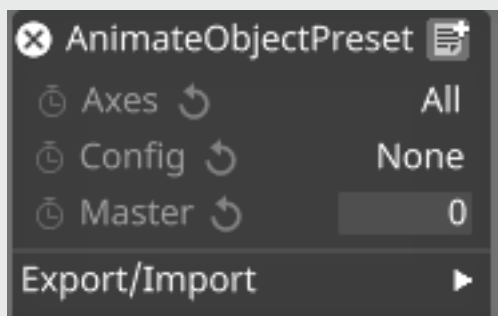 AnimateObjectPreset
Axes All
Config None
Master 0
Export/Import